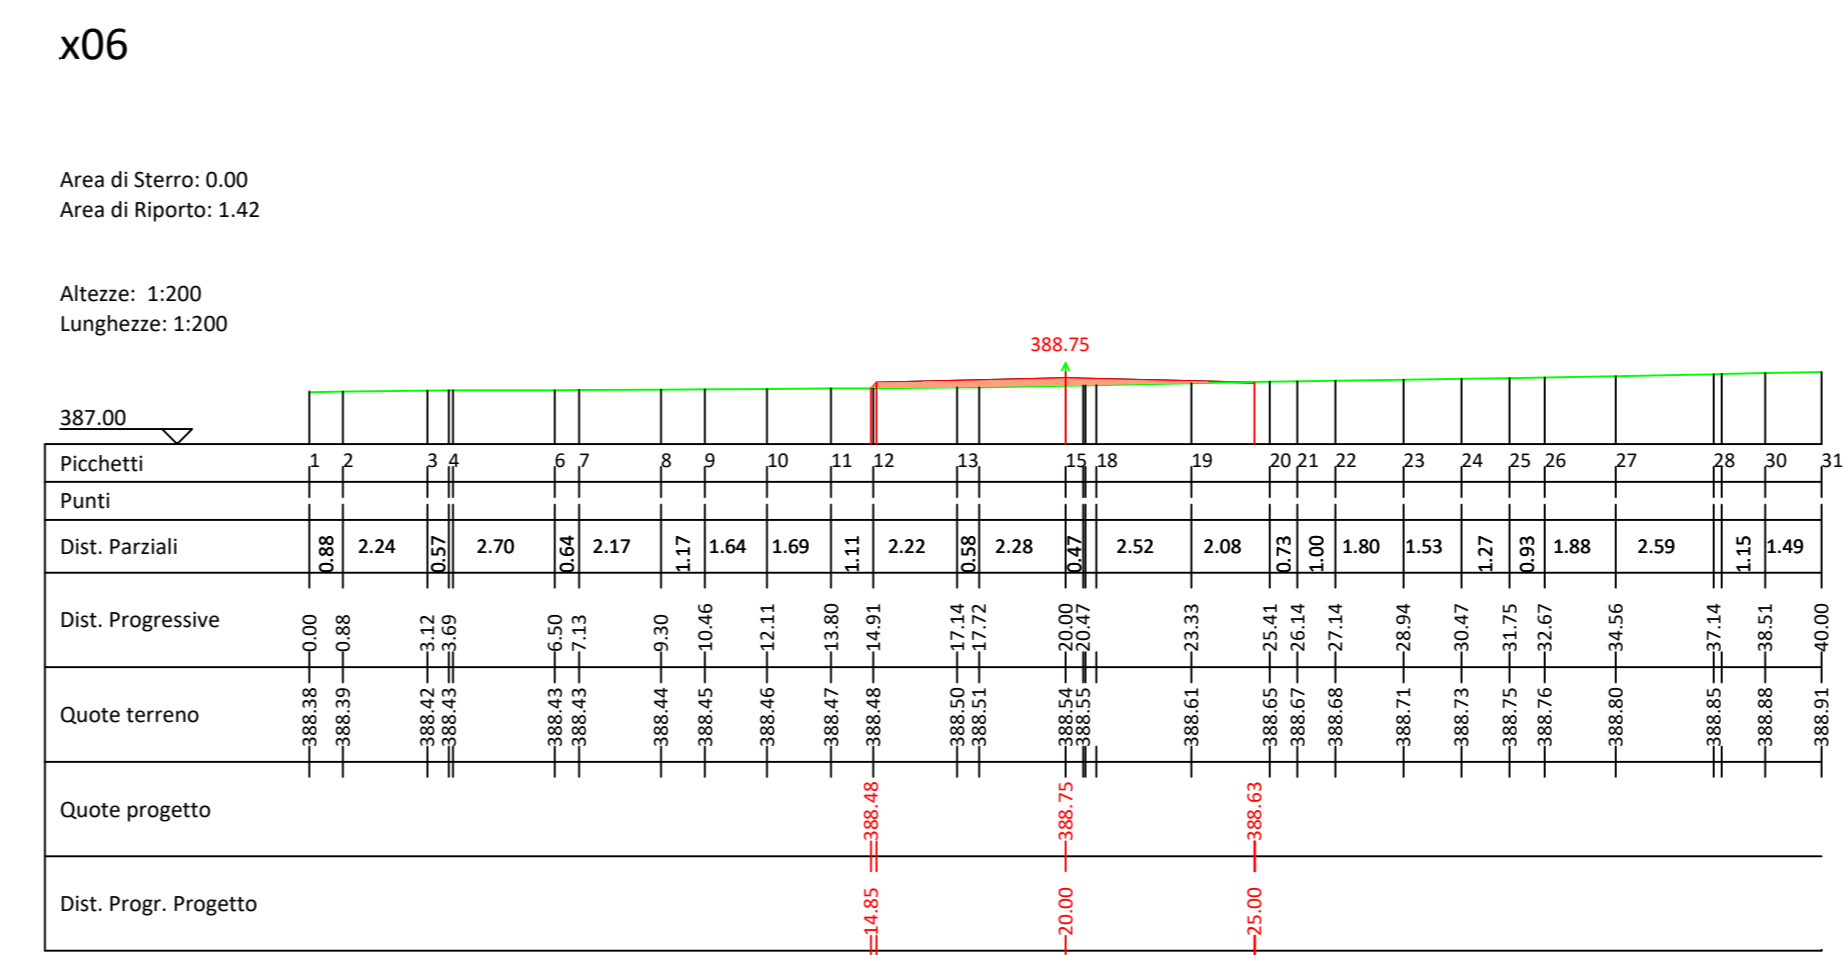 x06
Area di Sterro: 0.00
Area di Riporto: 1.42
Altezze: 1:200
Lunghezze: 1:200
388.75
387.00
Picchetti 1 2 3 4 6 7 8 9 10 11 12 13 15 18 19 20 21 22 23 24 25 26 27 28 30 31
Punti
Dist. Parziali 0.88 2.24 0.57 2.70 0.64 2.17 1.17 1.64 1.69 1.11 2.22 0.58 2.28 0.47 2.52 2.08 0.73 1.00 1.80 1.53 1.27 0.93 1.88 2.59 1.15 1.49
Dist. Progressive 0.00 0.88 3.12 3.69 6.50 7.13 9.30 10.46 12.11 13.80 14.91 17.14 17.72 20.00 20.47 23.33 25.41 26.14 27.14 28.94 30.47 31.75 32.67 34.56 37.14 38.51 40.00
Quote terreno 388.38 388.39 388.42 388.43 388.43 388.43 388.44 388.45 388.46 388.47 388.48 388.50 388.51 388.54 388.55 388.61 388.65 388.67 388.68 388.71 388.73 388.75 388.76 388.80 388.85 388.88 388.91
Quote progetto 388.48 388.75 388.63
Dist. Progr. Progetto 14.85 20.00 25.00